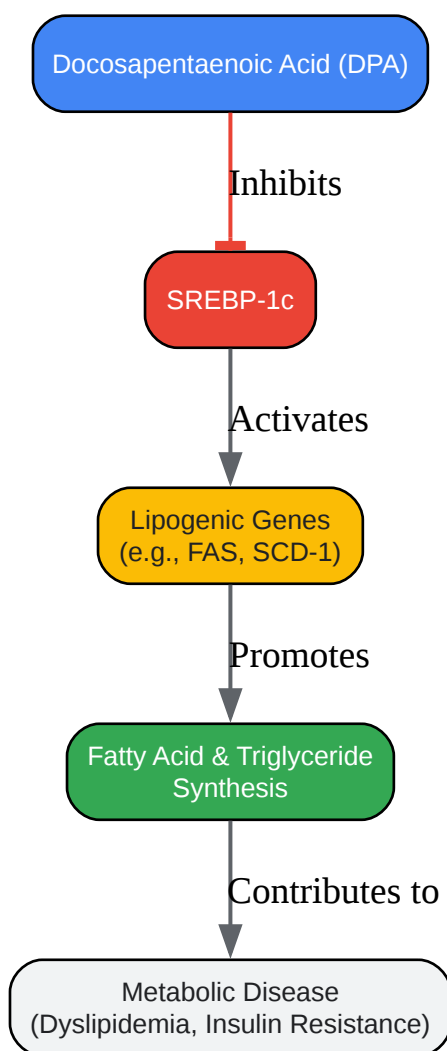 Docosapentaenoic Acid (DPA)
Inhibits
SREBP-1c
Activates
Lipogenic Genes
(e.g., FAS, SCD-1)
Promotes
Fatty Acid & Triglyceride
Synthesis
Contributes to
Metabolic Disease
(Dyslipidemia, Insulin Resistance)